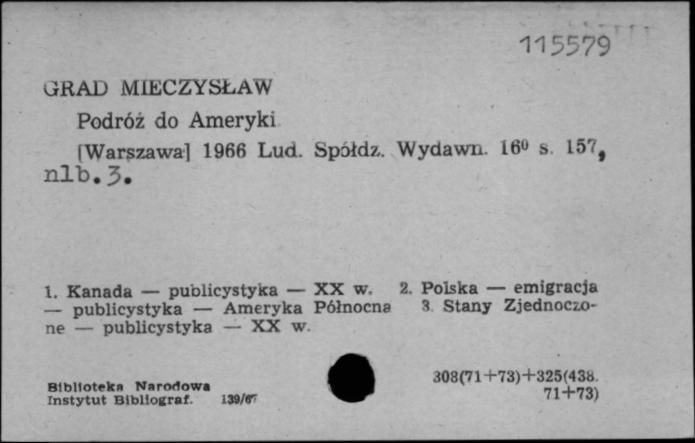 115579
GRAD MIECZYSŁAW
Podróż do Ameryki
[Warszawa] 1966 Lud. Spółdz. Wydawn. 16⁰ s. 157,
nlb. 3.
1. Kanada — publicystyka — XX w. 2. Polska — emigracja
— publicystyka — Ameryka Północna 3. Stany Zjednoczo-
ne — publicystyka — XX w.
308(71+73)+325(438.
71+73)
Biblioteka Narodowa
Instytut Bibliograf. 139/67